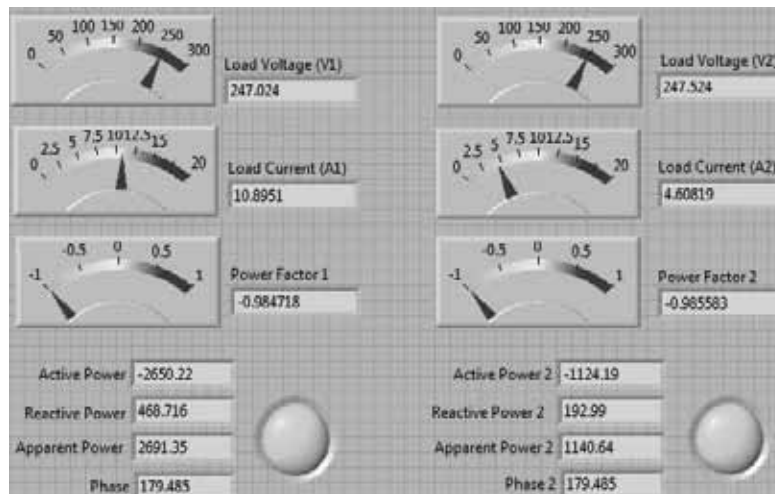 0 50 100 150 200 250 300
Load Voltage (V1)
247.024
0 2.5 5 7.5 10 12.5 15 20
Load Current (A1)
10.8951
-1 -0.5 0 0.5 1
Power Factor 1
-0.984718
Active Power -2650.22
Reactive Power 468.716
Apparent Power 2691.35
Phase 179.485
0 50 100 150 200 250 300
Load Voltage (V2)
247.524
0 2.5 5 7.5 10 12.5 15 20
Load Current (A2)
4.60819
-1 -0.5 0 0.5 1
Power Factor 2
-0.985583
Active Power 2 -1124.19
Reactive Power 2 192.99
Apparent Power 2 1140.64
Phase 2 179.485